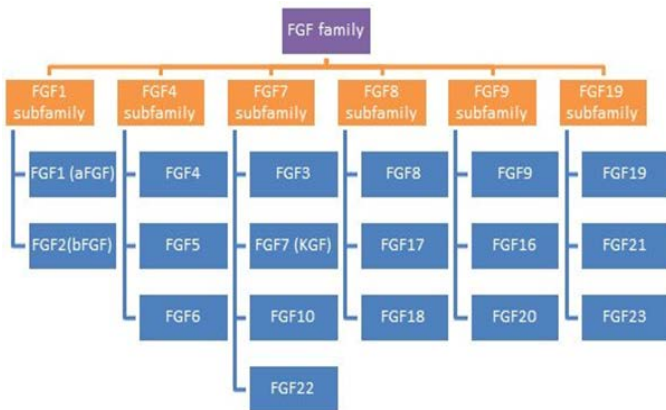 FGF family
FGF1
subfamily
FGF4
subfamily
FGF7
subfamily
FGF8
subfamily
FGF9
subfamily
FGF19
subfamily
FGF1 (aFGF)
FGF4
FGF3
FGF8
FGF9
FGF19
FGF2(bFGF)
FGF5
FGF7 (KGF)
FGF17
FGF16
FGF21
FGF6
FGF10
FGF18
FGF20
FGF23
FGF22